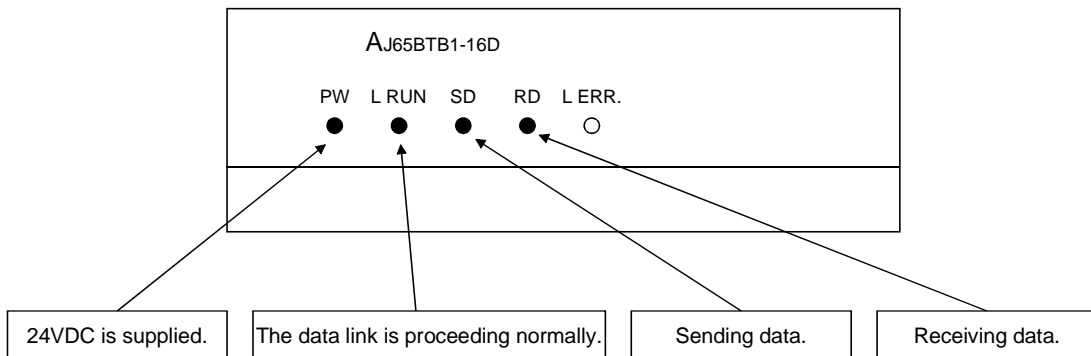 AJ65BTB1-16D
PW L RUN SD RD L ERR.
24VDC is supplied. The data link is proceeding normally. Sending data. Receiving data.